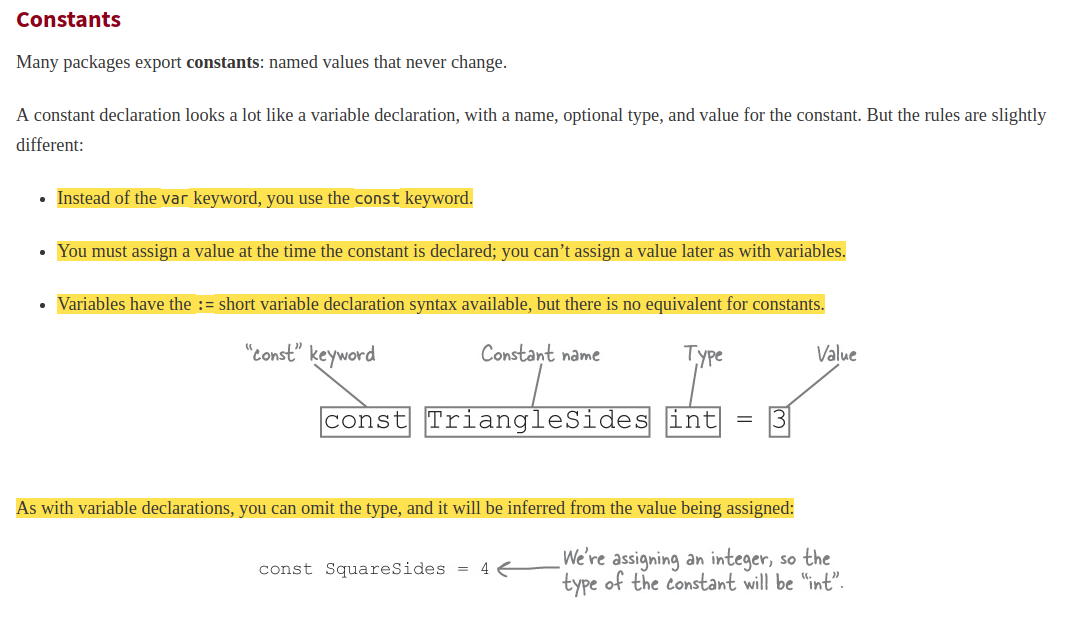 Constants
Many packages export constants: named values that never change.
A constant declaration looks a lot like a variable declaration, with a name, optional type, and value for the constant. But the rules are slightly
different:
• Instead of the var keyword, you use the const keyword.
• You must assign a value at the time the constant is declared; you can’t assign a value later as with variables.
• Variables have the := short variable declaration syntax available, but there is no equivalent for constants.
“const” keyword Constant name Type Value
const TriangleSides int = 3
As with variable declarations, you can omit the type, and it will be inferred from the value being assigned:
const SquareSides = 4
We’re assigning an integer, so the
type of the constant will be “int”.